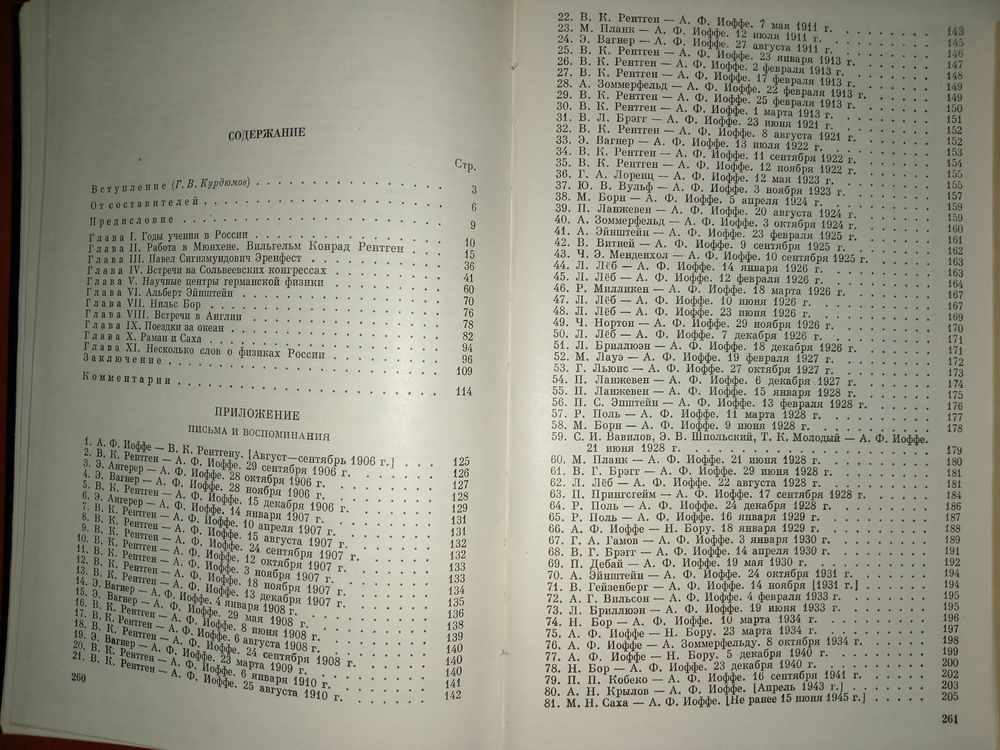 СОДЕРЖАНИЕ
Стр.
Вступление (Г. В. Курдюмов) . . . . . . . . . . 3
От составителей . . . . . . . . . . 6
Предисловие . . . . . . . . . . 9
Глава I. Годы учения в России . . . . . . . . . . 10
Глава II. Работа в Мюнхене. Вильгельм Конрад Рентген . . . 15
Глава III. Павел Сигизмундович Эренфест . . . . . . . . 36
Глава IV. Встречи на Сольвеевских конгрессах . . . . . . . 41
Глава V. Научные центры германской физики . . . . . . . 60
Глава VI. Альберт Эйнштейн . . . . . . . . . . 70
Глава VII. Нильс Бор . . . . . . . . . . 76
Глава VIII. Встречи в Англии . . . . . . . . . . 78
Глава IX. Поездки за океан . . . . . . . . . . 82
Глава X. Раман и Саха . . . . . . . . . . 94
Глава XI. Несколько слов о физиках России . . . . . . . 96
Заключение . . . . . . . . . . 109
Комментарии . . . . . . . . . . 114
ПРИЛОЖЕНИЕ
ПИСЬМА И ВОСПОМИНАНИЯ
1. А. Ф. Иоффе — В. К. Рентгену. [Август—сентябрь 1906 г.] . . . 125
2. В. К. Рентген — А. Ф. Иоффе. 29 сентября 1906 г. . . . . 126
3. Э. Ангерер — А. Ф. Иоффе. 28 октября 1906 г. . . . . 127
4. Э. Вагнер — А. Ф. Иоффе. 28 ноября 1906 г. . . . . 128
5. В. К. Рентген — А. Ф. Иоффе. 15 декабря 1906 г. . . . . 129
6. Э. Ангерер — А. Ф. Иоффе. 14 января 1907 г. . . . . 131
7. В. К. Рентген — А. Ф. Иоффе. 10 апреля 1907 г. . . . . 131
8. В. К. Рентген — А. Ф. Иоффе. 15 августа 1907 г. . . . . 132
9. В. К. Рентген — А. Ф. Иоффе. 24 сентября 1907 г. . . . . 132
10. В. К. Рентген — А. Ф. Иоффе. 12 октября 1907 г. . . . . 133
11. В. К. Рентген — А. Ф. Иоффе. 3 ноября 1907 г. . . . . 133
12. В. К. Рентген — А. Ф. Иоффе. 18 ноября 1907 г. . . . . 134
13. В. К. Рентген — А. Ф. Иоффе. 13 декабря 1907 г. . . . . 135
14. Э. Вагнер — А. Ф. Иоффе. 4 января 1908 г. . . . . 136
15. Э. Вагнер — А. Ф. Иоффе. 29 мая 1908 г. . . . . 138
16. В. К. Рентген — А. Ф. Иоффе. 8 июня 1908 г. . . . . 139
17. В. К. Рентген — А. Ф. Иоффе. 6 августа 1908 г. . . . . 140
18. В. К. Рентген — А. Ф. Иоффе. 24 сентября 1908 г. . . . . 140
19. Э. Вагнер — А. Ф. Иоффе. 23 марта 1909 г. . . . . 140
20. В. К. Рентген — А. Ф. Иоффе. 6 января 1910 г. . . . . 141
21. В. К. Рентген — А. Ф. Иоффе. 25 августа 1910 г. . . . . 142
260
22. В. К. Рентген — А. Ф. Иоффе. 7 мая 1911 г. . . . . 143
23. М. Планк — А. Ф. Иоффе. 12 июля 1911 г. . . . . 145
24. Э. Вагнер — А. Ф. Иоффе. 27 августа 1911 г. . . . . 146
25. В. К. Рентген — А. Ф. Иоффе. 23 января 1913 г. . . . . 147
26. В. К. Рентген — А. Ф. Иоффе. 2 февраля 1913 г. . . . . 148
27. В. К. Рентген — А. Ф. Иоффе. 17 февраля 1913 г. . . . . 149
28. А. Зоммерфельд — А. Ф. Иоффе. 22 февраля 1913 г. . . . . 149
29. В. К. Рентген — А. Ф. Иоффе. 25 февраля 1913 г. . . . . 150
30. В. К. Рентген — А. Ф. Иоффе. 1 марта 1913 г. . . . . 151
31. В. Л. Брэгг — А. Ф. Иоффе. 23 июня 1921 г. . . . . 152
32. В. К. Рентген — А. Ф. Иоффе. 8 августа 1921 г. . . . . 152
33. Э. Вагнер — А. Ф. Иоффе. 13 июля 1922 г. . . . . 153
34. В. К. Рентген — А. Ф. Иоффе. 11 сентября 1922 г. . . . . 154
35. В. К. Рентген — А. Ф. Иоффе. 12 ноября 1922 г. . . . . 155
36. Г. А. Лоренц — А. Ф. Иоффе. 12 мая 1923 г. . . . . 155
37. Ю. В. Вульф — А. Ф. Иоффе. 3 ноября 1923 г. . . . . 157
38. М. Борн — А. Ф. Иоффе. 5 апреля 1924 г. . . . . 159
39. П. Ланжевен — А. Ф. Иоффе. 20 августа 1924 г. . . . . 159
40. А. Зоммерфельд — А. Ф. Иоффе. 3 октября 1924 г. . . . . 160
41. А. Эйнштейн — А. Ф. Иоффе. 23 февраля 1925 г. . . . . 161
42. В. Витней — А. Ф. Иоффе. 9 сентября 1925 г. . . . . 162
43. Ч. Э. Менденхол — А. Ф. Иоффе. 10 сентября 1925 г. . . . . 163
44. Л. Лёб — А. Ф. Иоффе. 14 января 1926 г. . . . . 163
45. Л. Лёб — А. Ф. Иоффе. 12 февраля 1926 г. . . . . 164
46. Р. Милликен — А. Ф. Иоффе. 18 марта 1926 г. . . . . 167
47. Л. Лёб — А. Ф. Иоффе. 10 июня 1926 г. . . . . 167
48. Л. Лёб — А. Ф. Иоффе. 23 июня 1926 г. . . . . 169
49. Ч. Нортон — А. Ф. Иоффе. 29 ноября 1926 г. . . . . 170
50. Л. Лёб — А. Ф. Иоффе. 7 декабря 1926 г. . . . . 171
51. Л. Бриллюэн — А. Ф. Иоффе. 18 декабря 1926 г. . . . . 171
52. М. Лауэ — А. Ф. Иоффе. 19 февраля 1927 г. . . . . 172
53. Г. Льюис — А. Ф. Иоффе. 27 октября 1927 г. . . . . 173
54. П. Ланжевен — А. Ф. Иоффе. 6 декабря 1927 г. . . . . 174
55. П. Ланжевен — А. Ф. Иоффе. 15 января 1928 г. . . . . 175
56. П. С. Эпштейн — А. Ф. Иоффе. 13 февраля 1928 г. . . . . 176
57. Р. Поль — А. Ф. Иоффе. 11 марта 1928 г. . . . . 177
58. М. Борн — А. Ф. Иоффе. 9 июня 1928 г. . . . . 178
59. С. И. Вавилов, Э. В. Шпольский, Т. К. Молодый — А. Ф. Иоффе.
21 июня 1928 г. . . . . 179
60. М. Планк — А. Ф. Иоффе. 21 июня 1928 г. . . . . 180
61. В. Г. Брэгг — А. Ф. Иоффе. 29 июня 1928 г. . . . . 181
62. Л. Лёб — А. Ф. Иоффе. 22 августа 1928 г. . . . . 181
63. П. Прингсгейм — А. Ф. Иоффе. 17 сентября 1928 г. . . . . 184
64. Р. Поль — А. Ф. Иоффе. 24 декабря 1928 г. . . . . 186
65. Р. Поль — А. Ф. Иоффе. 16 января 1929 г. . . . . 187
66. А. Ф. Иоффе — Н. Бору. 18 января 1929 г. . . . . 188
67. Г. А. Гамов — А. Ф. Иоффе. 3 января 1930 г. . . . . 189
68. В. Г. Брэгг — А. Ф. Иоффе. 14 апреля 1930 г. . . . . 191
69. П. Дебай — А. Ф. Иоффе. 19 мая 1930 г. . . . . 192
70. А. Эйнштейн — А. Ф. Иоффе. 24 октября 1931 г. . . . . 194
71. В. Гейзенберг — А. Ф. Иоффе. 14 ноября [1931 г.] . . . . 194
72. А. Г. Вильсон — А. Ф. Иоффе. 4 февраля 1933 г. . . . . 195
73. Л. Бриллюэн — А. Ф. Иоффе. 19 июня 1933 г. . . . . 195
74. Н. Бор — А. Ф. Иоффе. 10 марта 1934 г. . . . . 196
75. А. Ф. Иоффе — Н. Бору. 23 марта 1934 г. . . . . 197
76. А. Ф. Иоффе — А. Зоммерфельду. 8 октября 1934 г. . . . . 198
77. А. Ф. Иоффе — Н. Бору. 5 декабря 1940 г. . . . . 199
78. Н. Бор — А. Ф. Иоффе. 23 декабря 1940 г. . . . . 200
79. П. П. Кобеко — А. Ф. Иоффе. 16 сентября 1941 г. . . . . 202
80. А. Н. Крылов — А. Ф. Иоффе. [Апрель 1943 г.] . . . . 203
81. М. Н. Саха — А. Ф. Иоффе. [Не ранее 15 июня 1945 г.] . . . . 205
261